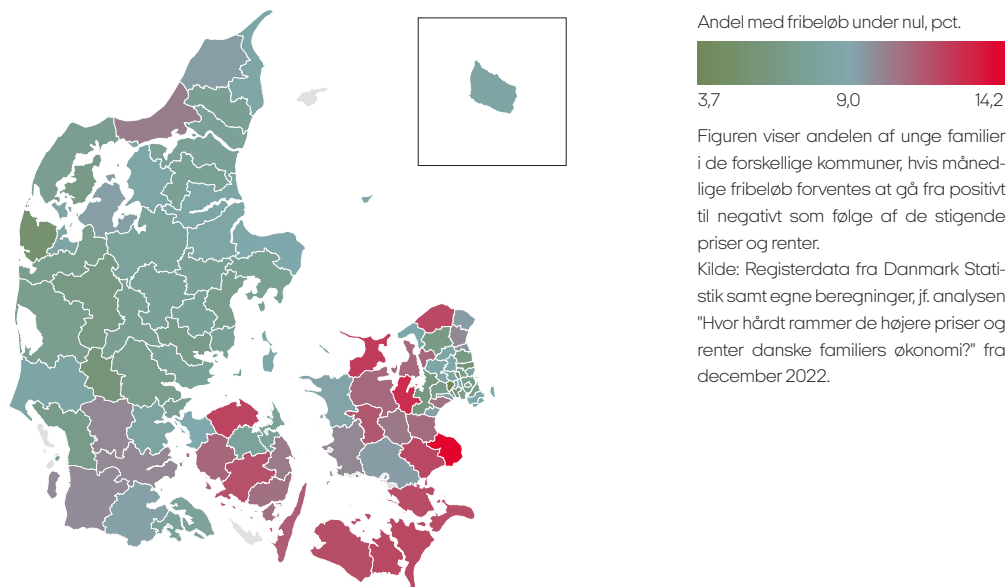 Andel med fribeløb under nul, pct.
3,7 9,0 14,2
Figuren viser andelen af unge familier
i de forskellige kommuner, hvis måned-
lige fribeløb forventes at gå fra positivt
til negativt som følge af de stigende
priser og renter.
Kilde: Registerdata fra Danmark Stati-
stik samt egne beregninger, jf. analysen
"Hvor hårdt rammer de højere priser og
renter danske familiers økonomi?" fra
december 2022.